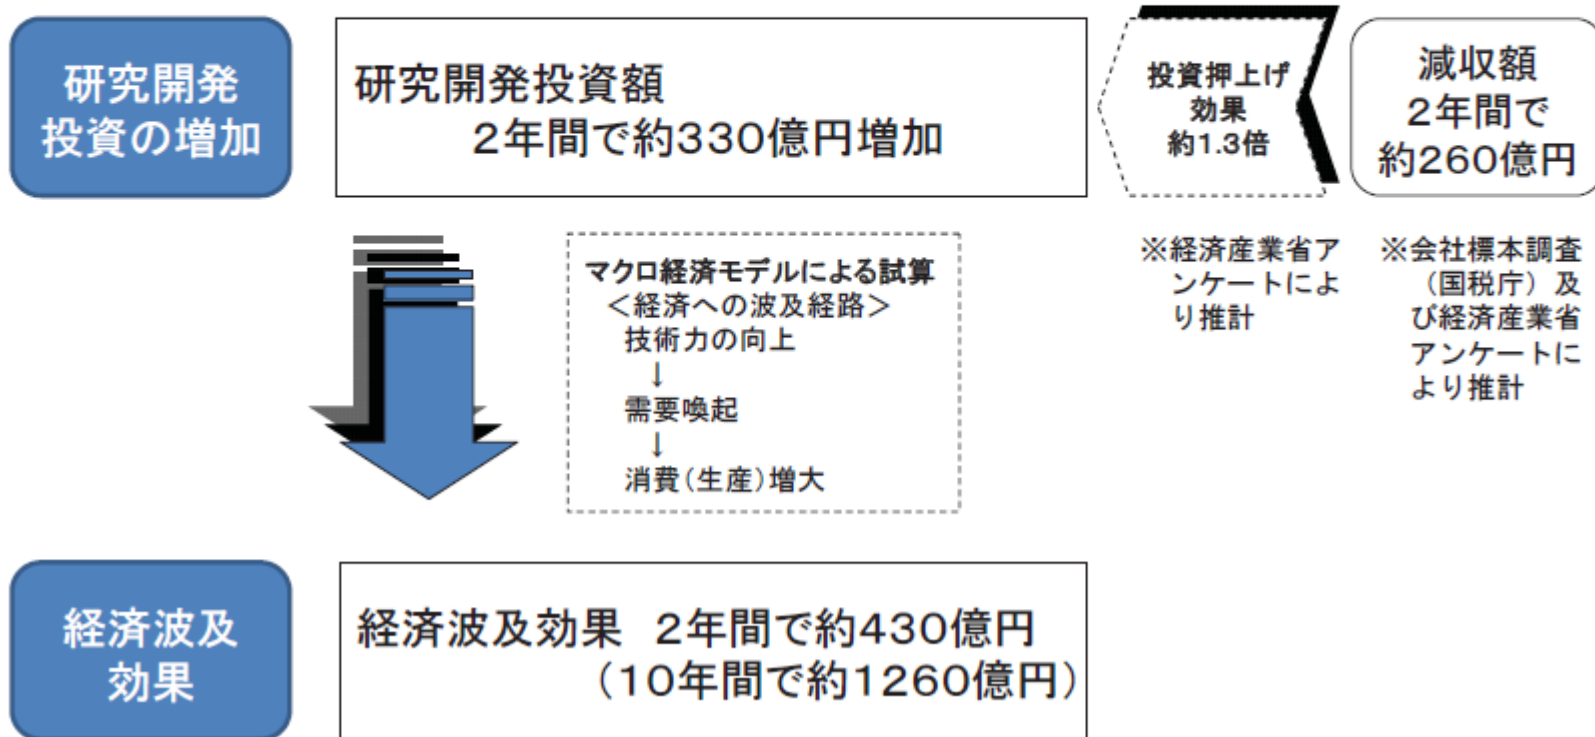 研究開発
投資の増加
研究開発投資額
2年間で約330億円増加
投資押上げ
効果
約1.3倍
減収額
2年間で
約260億円
※経済産業省ア
ンケートによ
り推計
※会社標本調査
（国税庁）及
び経済産業省
アンケートに
より推計
マクロ経済モデルによる試算
＜経済への波及経路＞
技術力の向上
↓
需要喚起
↓
消費（生産）増大
経済波及
効果
経済波及効果　2年間で約430億円
（10年間で約1260億円）